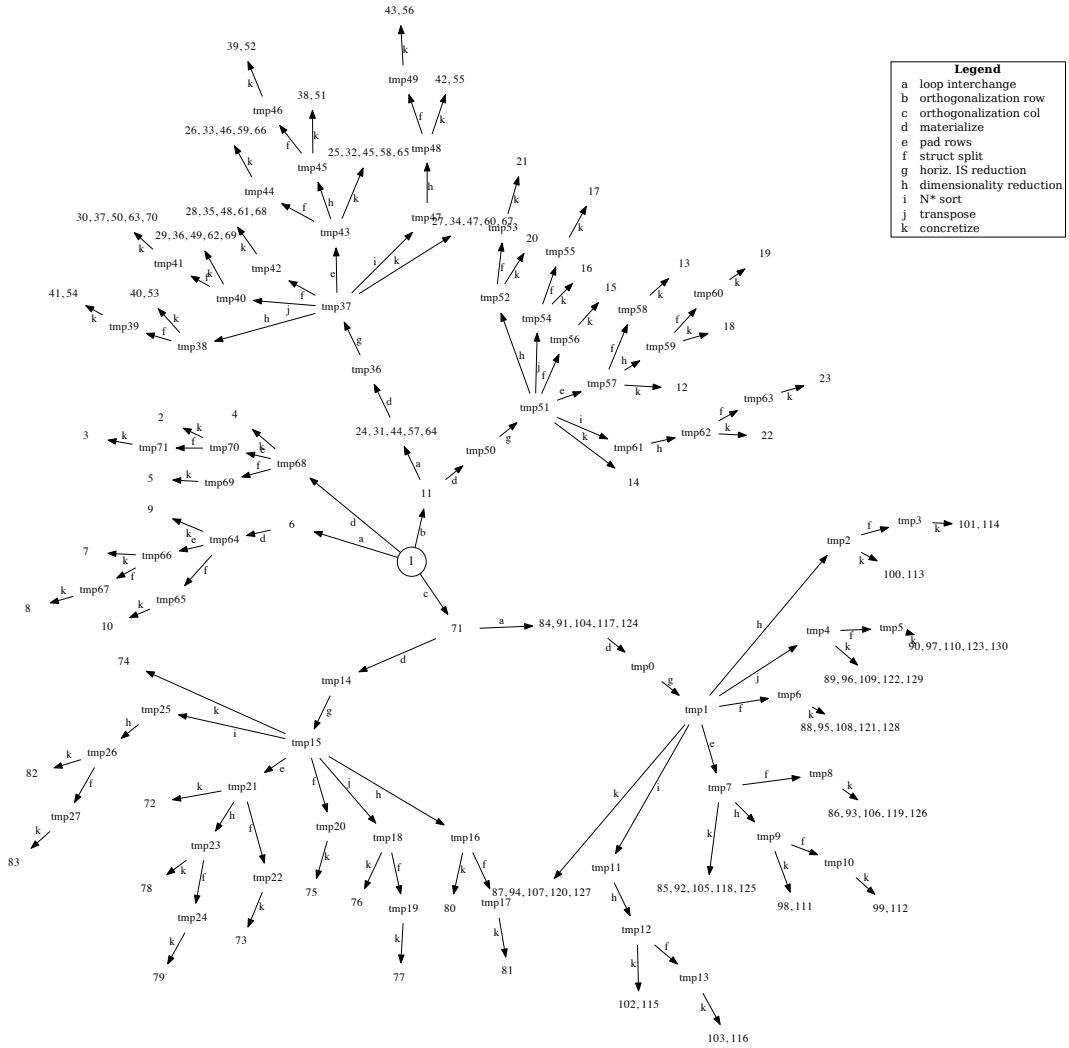 43, 56
39, 52
k
tmp49
42, 55
k
38, 51
tmp46
f
k
26, 33, 46, 59, 66
k
f
tmp48
tmp45
25, 32, 45, 58, 65
21
k
tmp44
h
k
17
28, 35, 48, 61, 68
f
h
k
tmp47
27, 34, 47, 60, 67
tmp53
k
30, 37, 50, 63, 70
29, 36, 49, 62, 69
k
tmp43
20
tmp55
13
19
k
tmp41
k
tmp42
e
i
k
f
k
16
k
tmp60
k
f
tmp40
f
tmp52
f
k
15
tmp58
41, 54
40, 53
j
tmp37
tmp54
k
f
k
tmp39
k
f
h
tmp56
tmp59
k
18
tmp38
g
h
j
f
f
h
tmp36
e
tmp57
k
12
23
d
tmp51
tmp63
k
2
4
24, 31, 44, 57, 64
i
f
3
k
k
k
tmp62
k
22
k
tmp71
f
tmp70
e
g
k
tmp61
h
tmp50
tmp68
a
5
k
tmp69
f
d
14
11
9
d
6
a
b
k
d
tmp64
e
1
7
k
tmp66
f
f
tmp67
c
8
k
tmp65
10
k
71
a
84, 91, 104, 117, 124
d
74
d
tmp0
tmp14
g
k
g
tmp25
i
tmp15
tmp1
h
82
k
tmp26
e
f
j
h
f
tmp21
k
72
tmp27
h
f
tmp20
tmp18
tmp16
k
83
tmp23
k
k
f
k
f
78
k
f
tmp22
75
76
tmp19
80
tmp17
tmp24
k
k
k
k
73
79
77
81
h
tmp2
f
tmp3
k
101, 114
k
100, 113
j
tmp4
f
tmp5
k
90, 97, 110, 123, 130
k
89, 96, 109, 122, 129
f
tmp6
k
88, 95, 108, 121, 128
e
k
i
tmp7
f
tmp8
k
86, 93, 106, 119, 126
k
h
tmp9
f
tmp10
tmp11
k
k
87, 94, 107, 120, 127
85, 92, 105, 118, 125
98, 111
99, 112
h
tmp12
f
k
tmp13
102, 115
k
103, 116
Legend
a loop interchange
b orthogonalization row
c orthogonalization col
d materialize
e pad rows
f struct split
g horiz. IS reduction
h dimensionality reduction
i N* sort
j transpose
k concretize